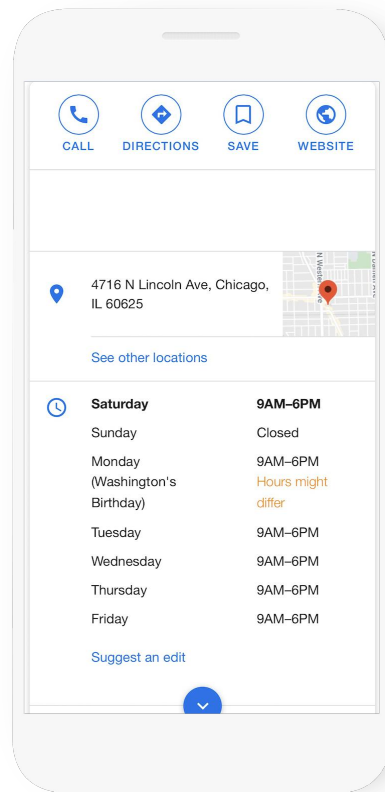 CALL DIRECTIONS SAVE WEBSITE
4716 N Lincoln Ave, Chicago,
IL 60625
See other locations
Saturday 9AM–6PM
Sunday Closed
Monday 9AM–6PM
(Washington's Hours might
Birthday) differ
Tuesday 9AM–6PM
Wednesday 9AM–6PM
Thursday 9AM–6PM
Friday 9AM–6PM
Suggest an edit